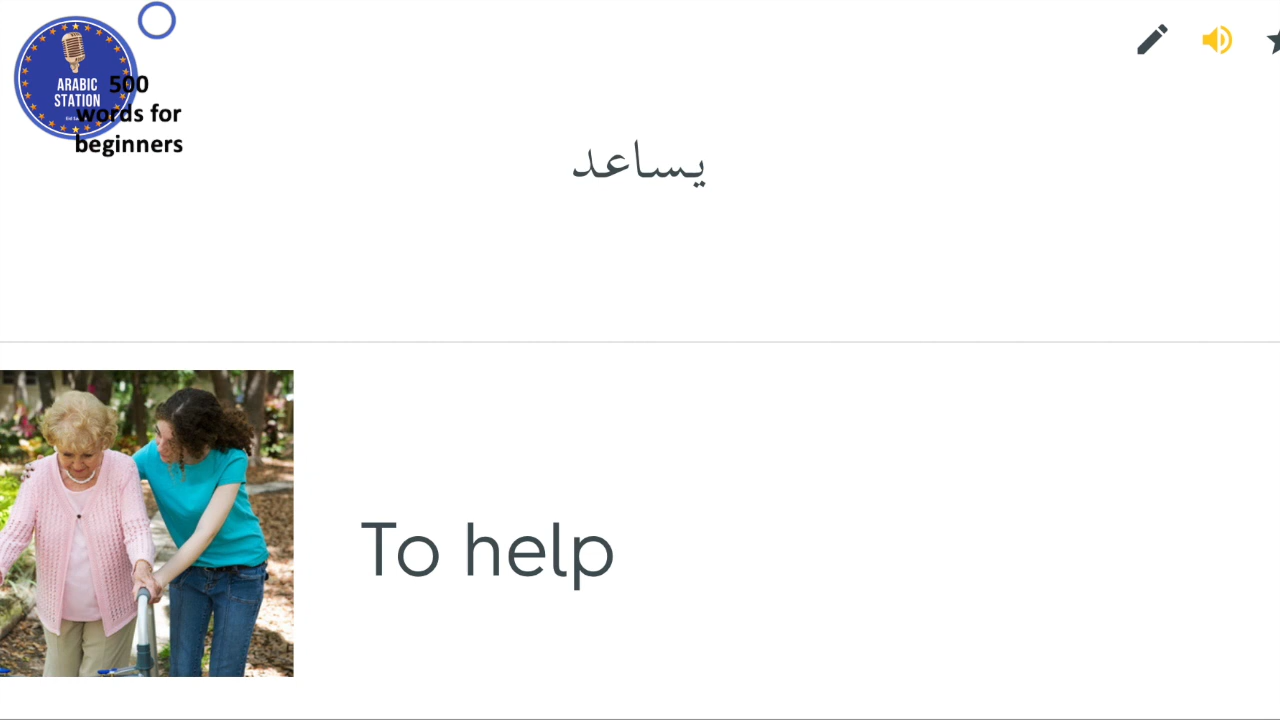 ARABIC
STATION
500
words for
beginners
يساعد
To help